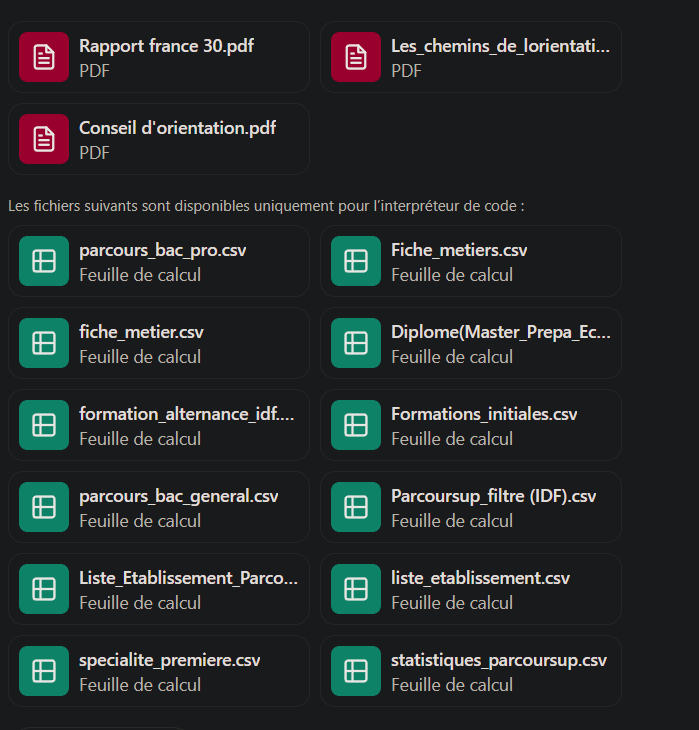 Rapport france 30.pdf
PDF
Les_chemins_de_lorientati...
PDF
Conseil d'orientation.pdf
PDF
Les fichiers suivants sont disponibles uniquement pour l'interpréteur de code :
parcours_bac_pro.csv
Feuille de calcul
Fiche_metiers.csv
Feuille de calcul
fiche_metier.csv
Feuille de calcul
Diplome(Master_Prepa_Ec...
Feuille de calcul
formation_alternance_idf....
Feuille de calcul
Formations_initiales.csv
Feuille de calcul
parcours_bac_general.csv
Feuille de calcul
Parcoursup_filtre (IDF).csv
Feuille de calcul
Liste_Etablissement_Parco...
Feuille de calcul
liste_etablissement.csv
Feuille de calcul
specialite_premiere.csv
Feuille de calcul
statistiques_parcoursup.csv
Feuille de calcul